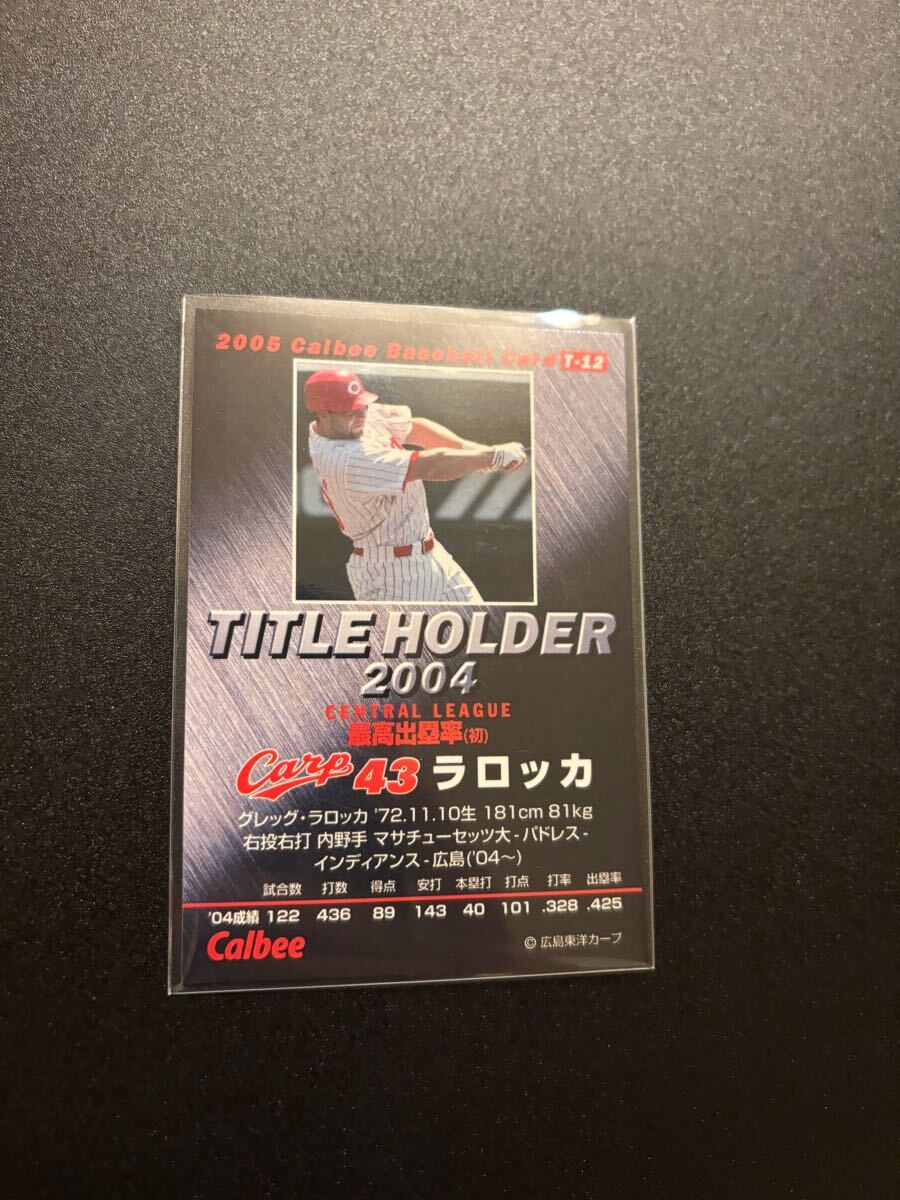 2005 Calbee Baseball Card T-12
TITLE HOLDER
2004
CENTRAL LEAGUE
最高出塁率(初)
Carp 43 ラロッカ
グレッグ・ラロッカ '72.11.10生 181cm 81kg
右投右打 内野手 マサチューセッツ大-パドレス-
インディアンス-広島('04〜)
試合数 打数 得点 安打 本塁打 打点 打率 出塁率
'04成績 122 436 89 143 40 101 .328 .425
Calbee © 広島東洋カープ